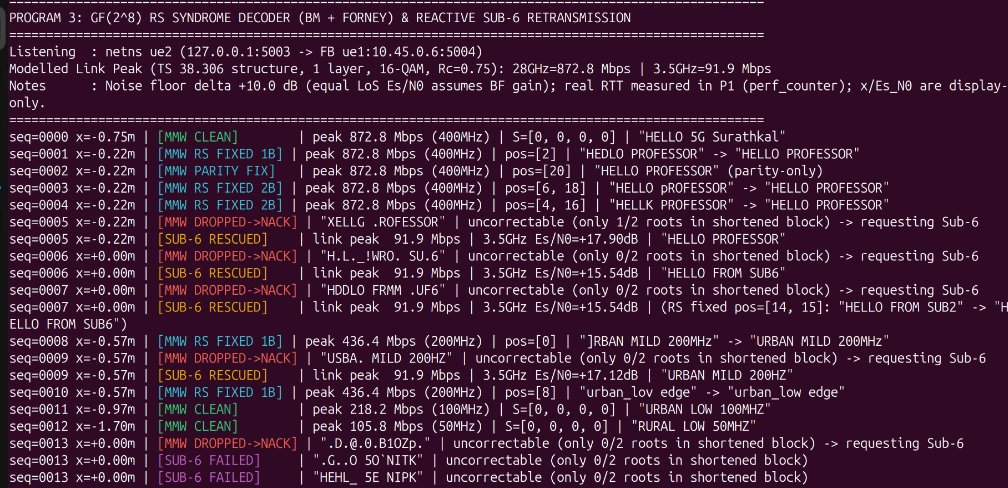 ================================================================================
PROGRAM 3: GF(2^8) RS SYNDROME DECODER (BM + FORNEY) & REACTIVE SUB-6 RETRANSMISSION
================================================================================
Listening  : netns ue2 (127.0.0.1:5003 -> FB ue1:10.45.0.6:5004)
Modelled Link Peak (TS 38.306 structure, 1 layer, 16-QAM, Rc=0.75): 28GHz=872.8 Mbps | 3.5GHz=91.9 Mbps
Notes      : Noise floor delta +10.0 dB (equal LoS Es/N0 assumes BF gain); real RTT measured in P1 (perf_counter); x/Es_N0 are display-
only.
================================================================================
seq=0000 x=-0.75m | [MMW CLEAN]        | peak 872.8 Mbps (400MHz) | S=[0, 0, 0, 0] | "HELLO 5G Surathkal"
seq=0001 x=-0.22m | [MMW RS FIXED 1B] | peak 872.8 Mbps (400MHz) | pos=[2] | "HEDLO PROFESSOR" -> "HELLO PROFESSOR"
seq=0002 x=-0.22m | [MMW PARITY FIX]   | peak 872.8 Mbps (400MHz) | pos=[20] | "HELLO PROFESSOR" (parity-only)
seq=0003 x=-0.22m | [MMW RS FIXED 2B] | peak 872.8 Mbps (400MHz) | pos=[6, 18] | "HELLO pROFESSOR" -> "HELLO PROFESSOR"
seq=0004 x=-0.22m | [MMW RS FIXED 2B] | peak 872.8 Mbps (400MHz) | pos=[4, 16] | "HELLK PROFESSOR" -> "HELLO PROFESSOR"
seq=0005 x=-0.22m | [MMW DROPPED->NACK] | "XELLG .ROFESSOR" | uncorrectable (only 1/2 roots in shortened block) -> requesting Sub-6
seq=0005 x=-0.22m | [SUB-6 RESCUED]    | link peak  91.9 Mbps | 3.5GHz Es/N0=+17.90dB | "HELLO PROFESSOR"
seq=0006 x=+0.00m | [MMW DROPPED->NACK] | "H.L._!WRO. SU.6" | uncorrectable (only 0/2 roots in shortened block) -> requesting Sub-6
seq=0006 x=+0.00m | [SUB-6 RESCUED]    | link peak  91.9 Mbps | 3.5GHz Es/N0=+15.54dB | "HELLO FROM SUB6"
seq=0007 x=+0.00m | [MMW DROPPED->NACK] | "HDDLO FRMM .UF6" | uncorrectable (only 0/2 roots in shortened block) -> requesting Sub-6
seq=0007 x=+0.00m | [SUB-6 RESCUED]    | link peak  91.9 Mbps | 3.5GHz Es/N0=+15.54dB | (RS fixed pos=[14, 15]: "HELLO FROM SUB2" -> "H
ELLO FROM SUB6")
seq=0008 x=-0.57m | [MMW RS FIXED 1B] | peak 436.4 Mbps (200MHz) | pos=[0] | "]RBAN MILD 200MHz" -> "URBAN MILD 200MHz"
seq=0009 x=-0.57m | [MMW DROPPED->NACK] | "USBA. MILD 200HZ" | uncorrectable (only 0/2 roots in shortened block) -> requesting Sub-6
seq=0009 x=-0.57m | [SUB-6 RESCUED]    | link peak  91.9 Mbps | 3.5GHz Es/N0=+17.12dB | "URBAN MILD 200HZ"
seq=0010 x=-0.57m | [MMW RS FIXED 1B] | peak 436.4 Mbps (200MHz) | pos=[8] | "urban_lov edge" -> "urban_low edge"
seq=0011 x=-0.97m | [MMW CLEAN]        | peak 218.2 Mbps (100MHz) | S=[0, 0, 0, 0] | "URBAN LOW 100MHZ"
seq=0012 x=-1.70m | [MMW CLEAN]        | peak 105.8 Mbps (50MHz) | S=[0, 0, 0, 0] | "RURAL LOW 50MHZ"
seq=0013 x=+0.00m | [MMW DROPPED->NACK] | ".D.@.0.B1OZp." | uncorrectable (only 0/2 roots in shortened block) -> requesting Sub-6
seq=0013 x=+0.00m | [SUB-6 FAILED]     | ".G..O 5O`NITK" | uncorrectable (only 0/2 roots in shortened block)
seq=0013 x=+0.00m | [SUB-6 FAILED]     | "HEHL_ 5E NIPK" | uncorrectable (only 0/2 roots in shortened block)